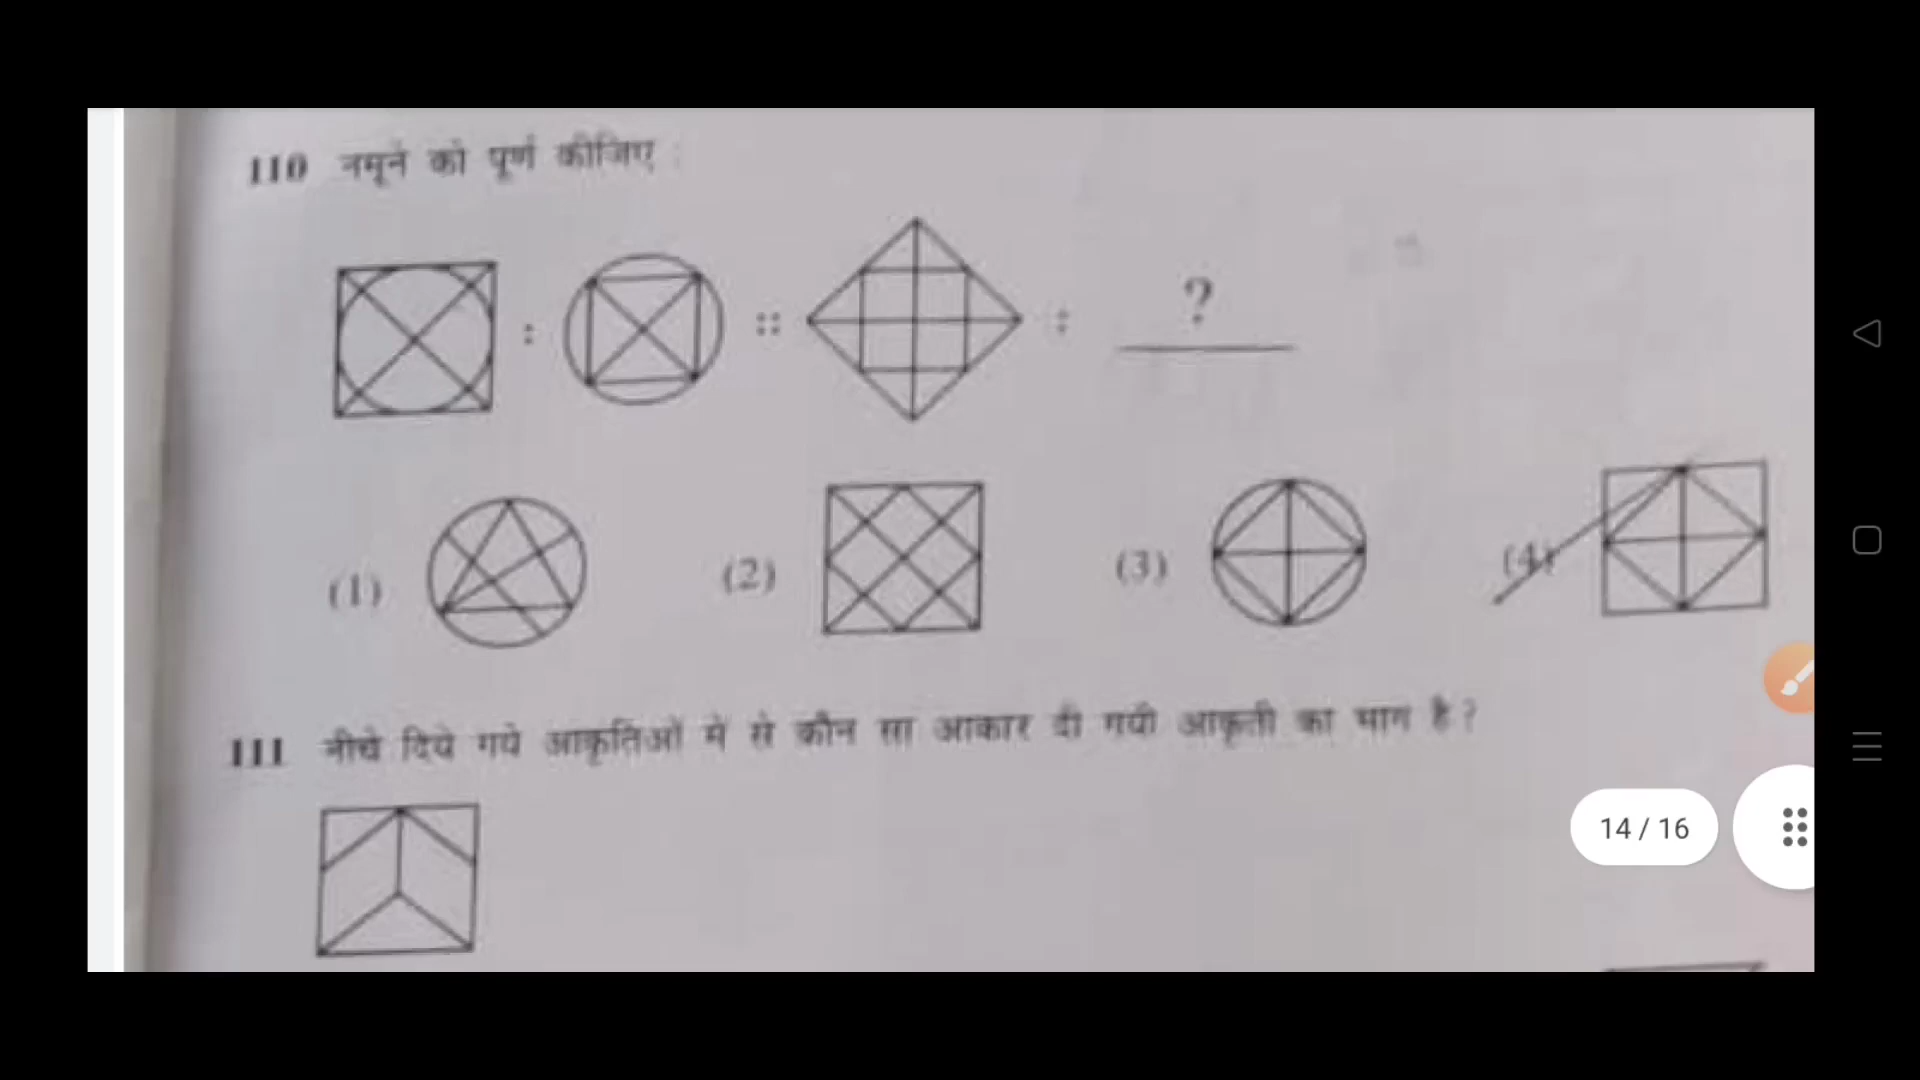 110 नमूने को पूर्ण कीजिए :
: :: : ?
(1) (2) (3) (4)
111 नीचे दिये गये आकृतिओं में से कौन सा आकार दी गयी आकृती का भाग है ?
14 / 16